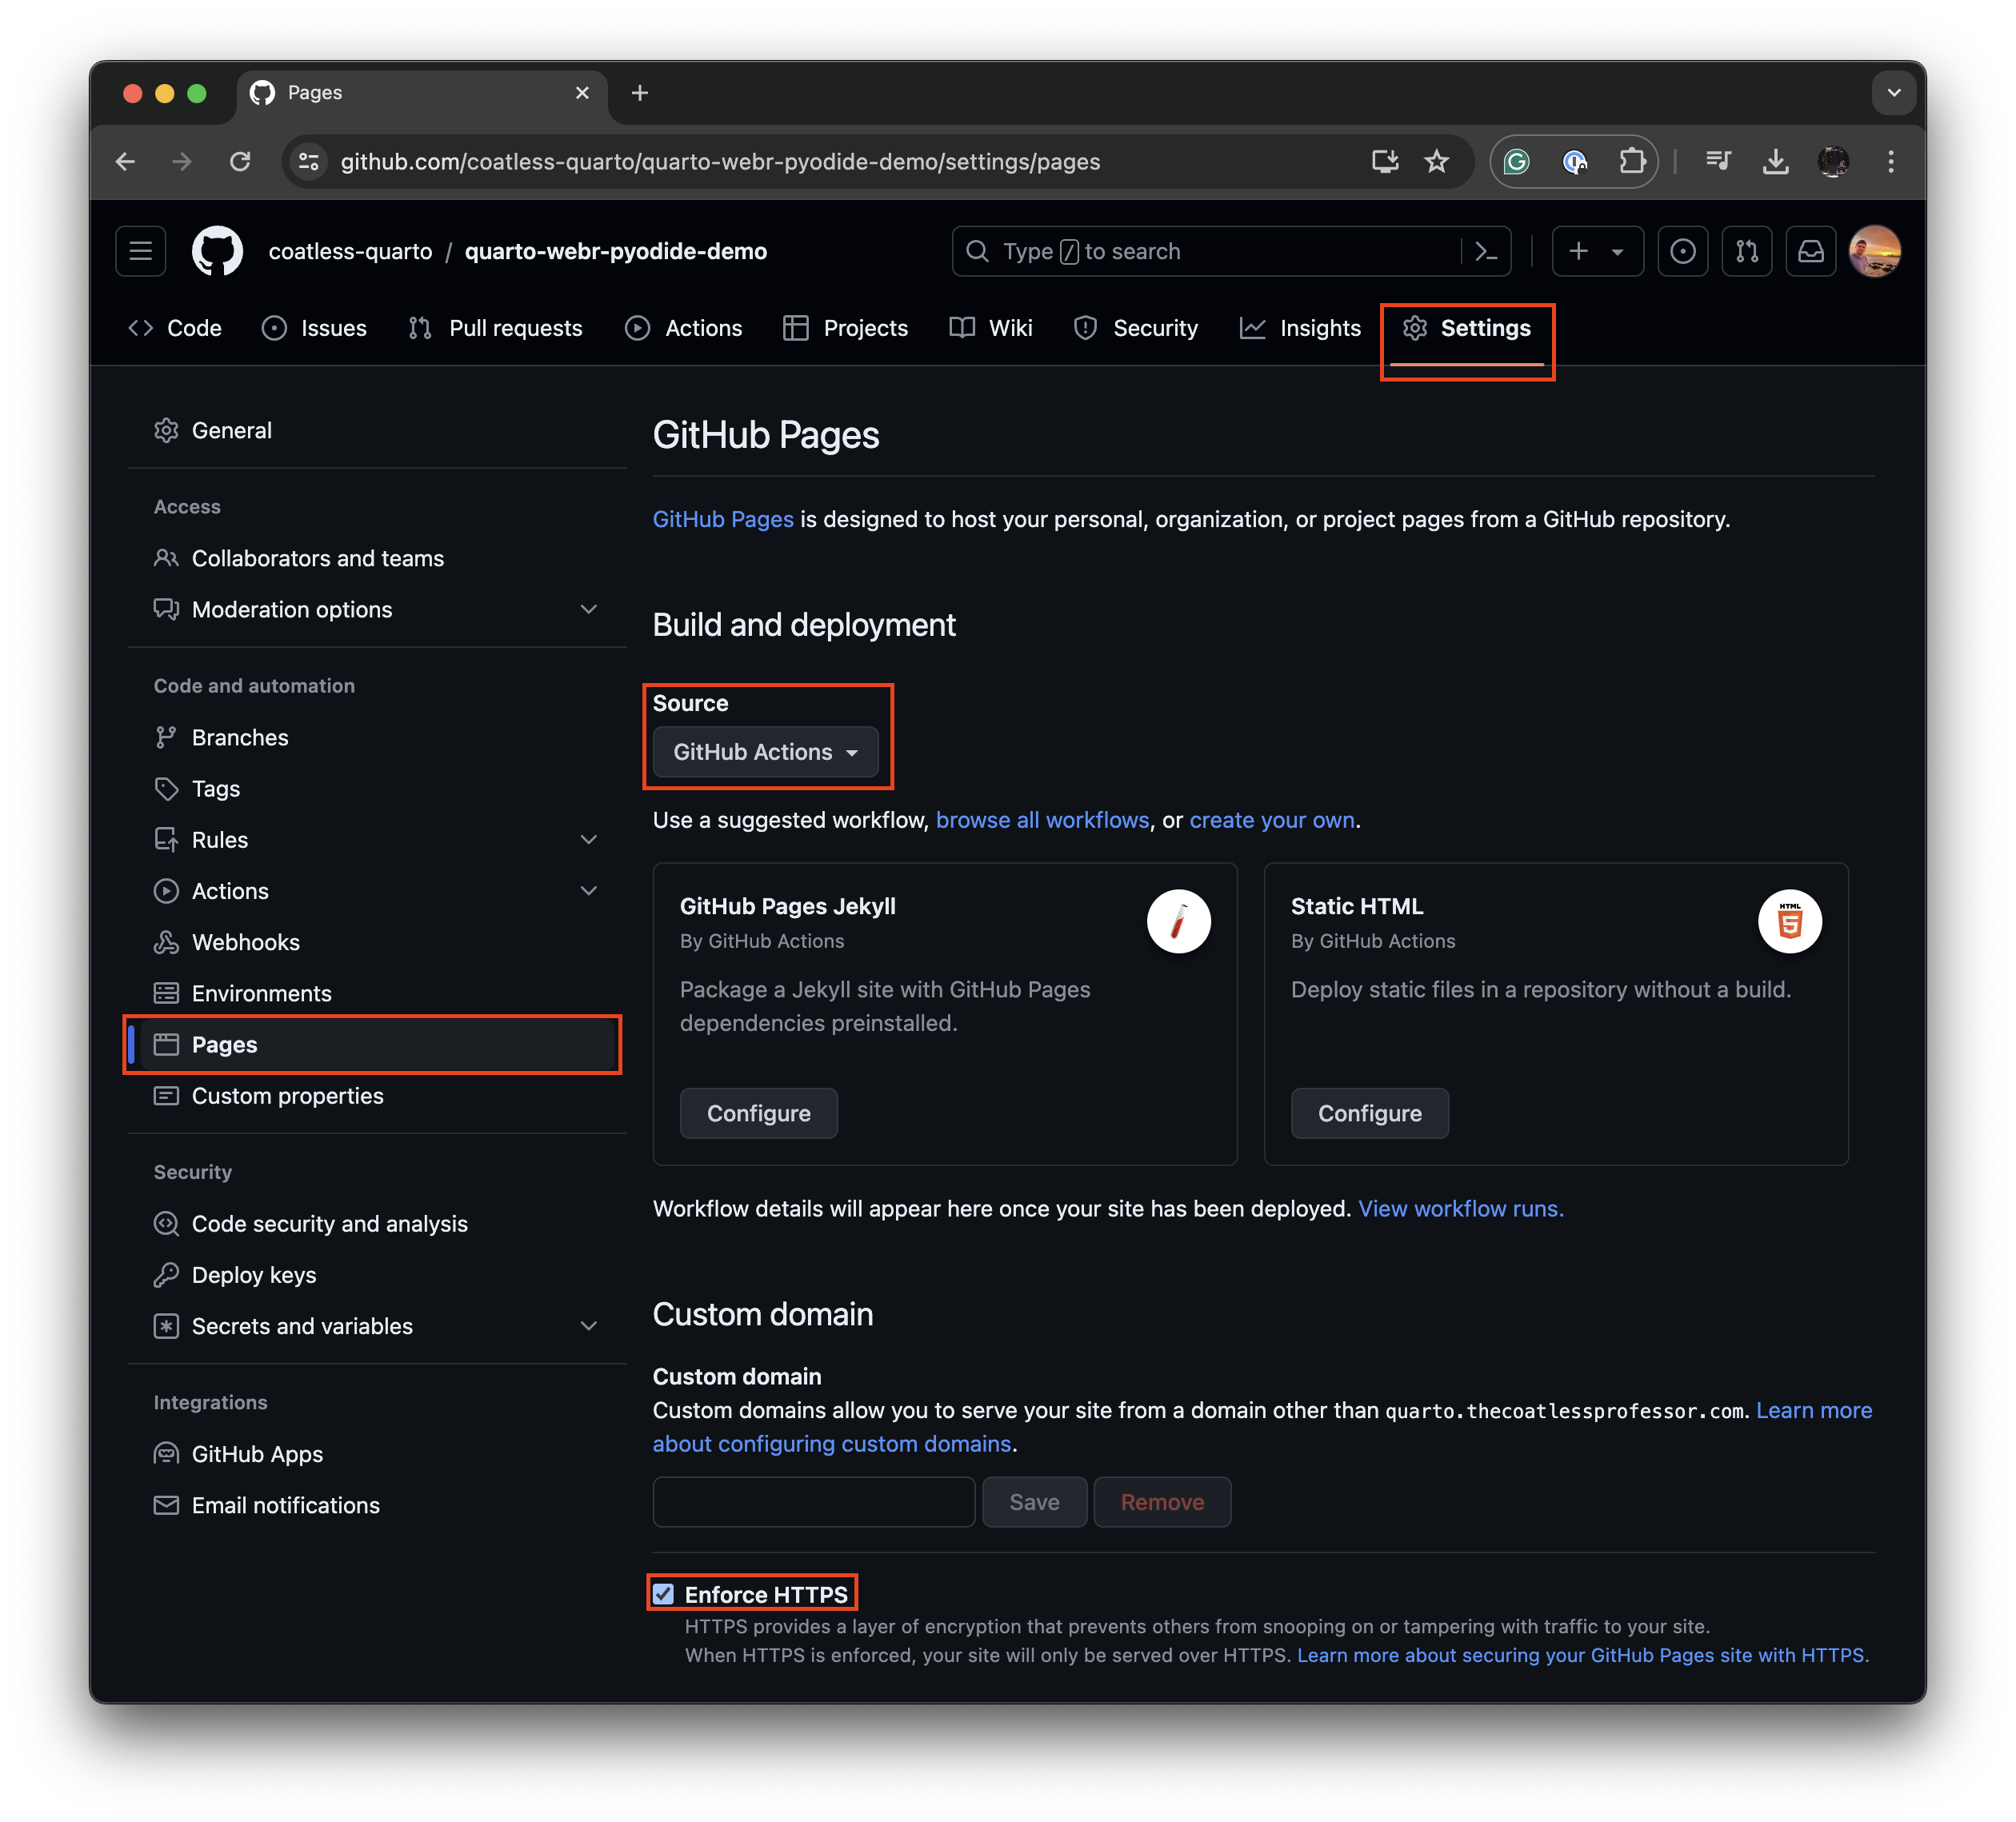 Pages
github.com/coatless-quarto/quarto-webr-pyodide-demo/settings/pages
coatless-quarto / quarto-webr-pyodide-demo
Type / to search
Code
Issues
Pull requests
Actions
Projects
Wiki
Security
Insights
Settings
General
Access
Collaborators and teams
Moderation options
Code and automation
Branches
Tags
Rules
Actions
Webhooks
Environments
Pages
Custom properties
Security
Code security and analysis
Deploy keys
Secrets and variables
Integrations
GitHub Apps
Email notifications
GitHub Pages
GitHub Pages is designed to host your personal, organization, or project pages from a GitHub repository.
Build and deployment
Source
GitHub Actions
Use a suggested workflow, browse all workflows, or create your own.
GitHub Pages Jekyll
By GitHub Actions
Package a Jekyll site with GitHub Pages
dependencies preinstalled.
Configure
Static HTML
By GitHub Actions
HTML
5
Deploy static files in a repository without a build.
Configure
Workflow details will appear here once your site has been deployed. View workflow runs.
Custom domain
Custom domain
Custom domains allow you to serve your site from a domain other than quarto.thecoatlessprofessor.com. Learn more
about configuring custom domains.
Save
Remove
Enforce HTTPS
HTTPS provides a layer of encryption that prevents others from snooping on or tampering with traffic to your site.
When HTTPS is enforced, your site will only be served over HTTPS. Learn more about securing your GitHub Pages site with HTTPS.